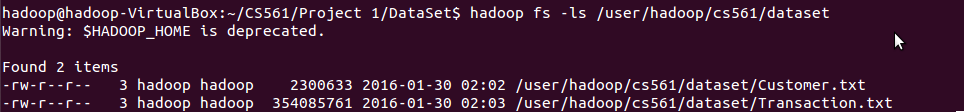 hadoop@hadoop-VirtualBox:~/CS561/Project 1/DataSet$ hadoop fs -ls /user/hadoop/cs561/dataset
Warning: $HADOOP_HOME is deprecated.
Found 2 items
-rw-r--r--   3 hadoop hadoop    2300633 2016-01-30 02:02 /user/hadoop/cs561/dataset/Customer.txt
-rw-r--r--   3 hadoop hadoop  354085761 2016-01-30 02:03 /user/hadoop/cs561/dataset/Transaction.txt